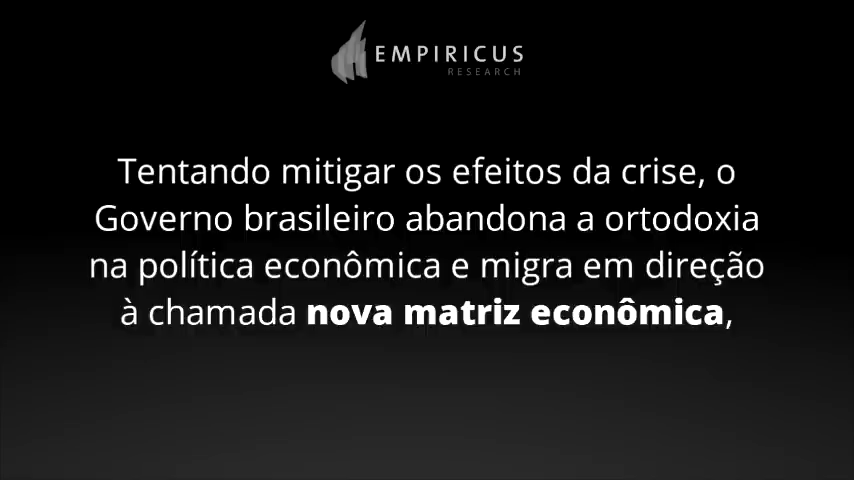 EMPIRICUS
RESEARCH
Tentando mitigar os efeitos da crise, o
Governo brasileiro abandona a ortodoxia
na política econômica e migra em direção
à chamada nova matriz econômica,